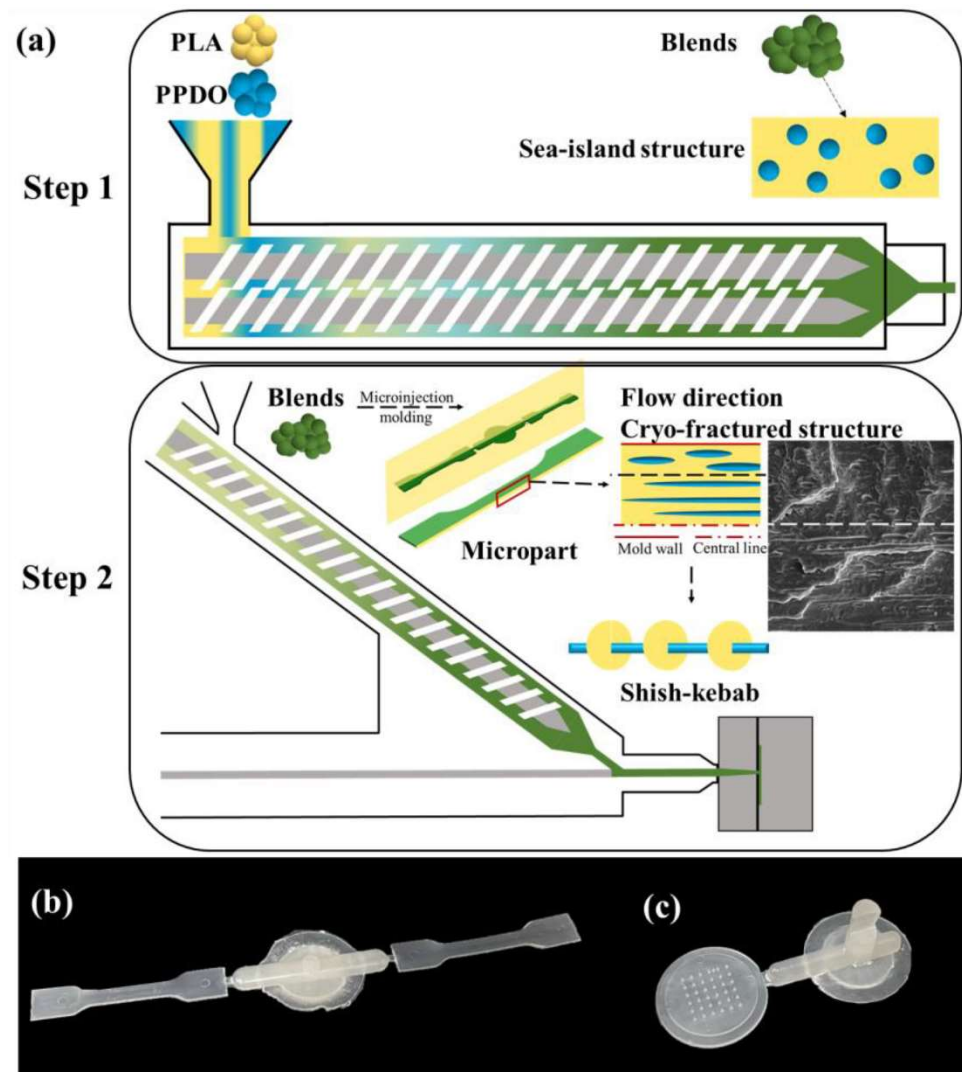 (a)
PLA
PPDO
Blends
Sea-island structure
Step 1
Blends
Microinjection
molding
Flow direction
Cryo-fractured structure
Micropart
Mold wall
Central line
Step 2
Shish-kebab
(b)
(c)